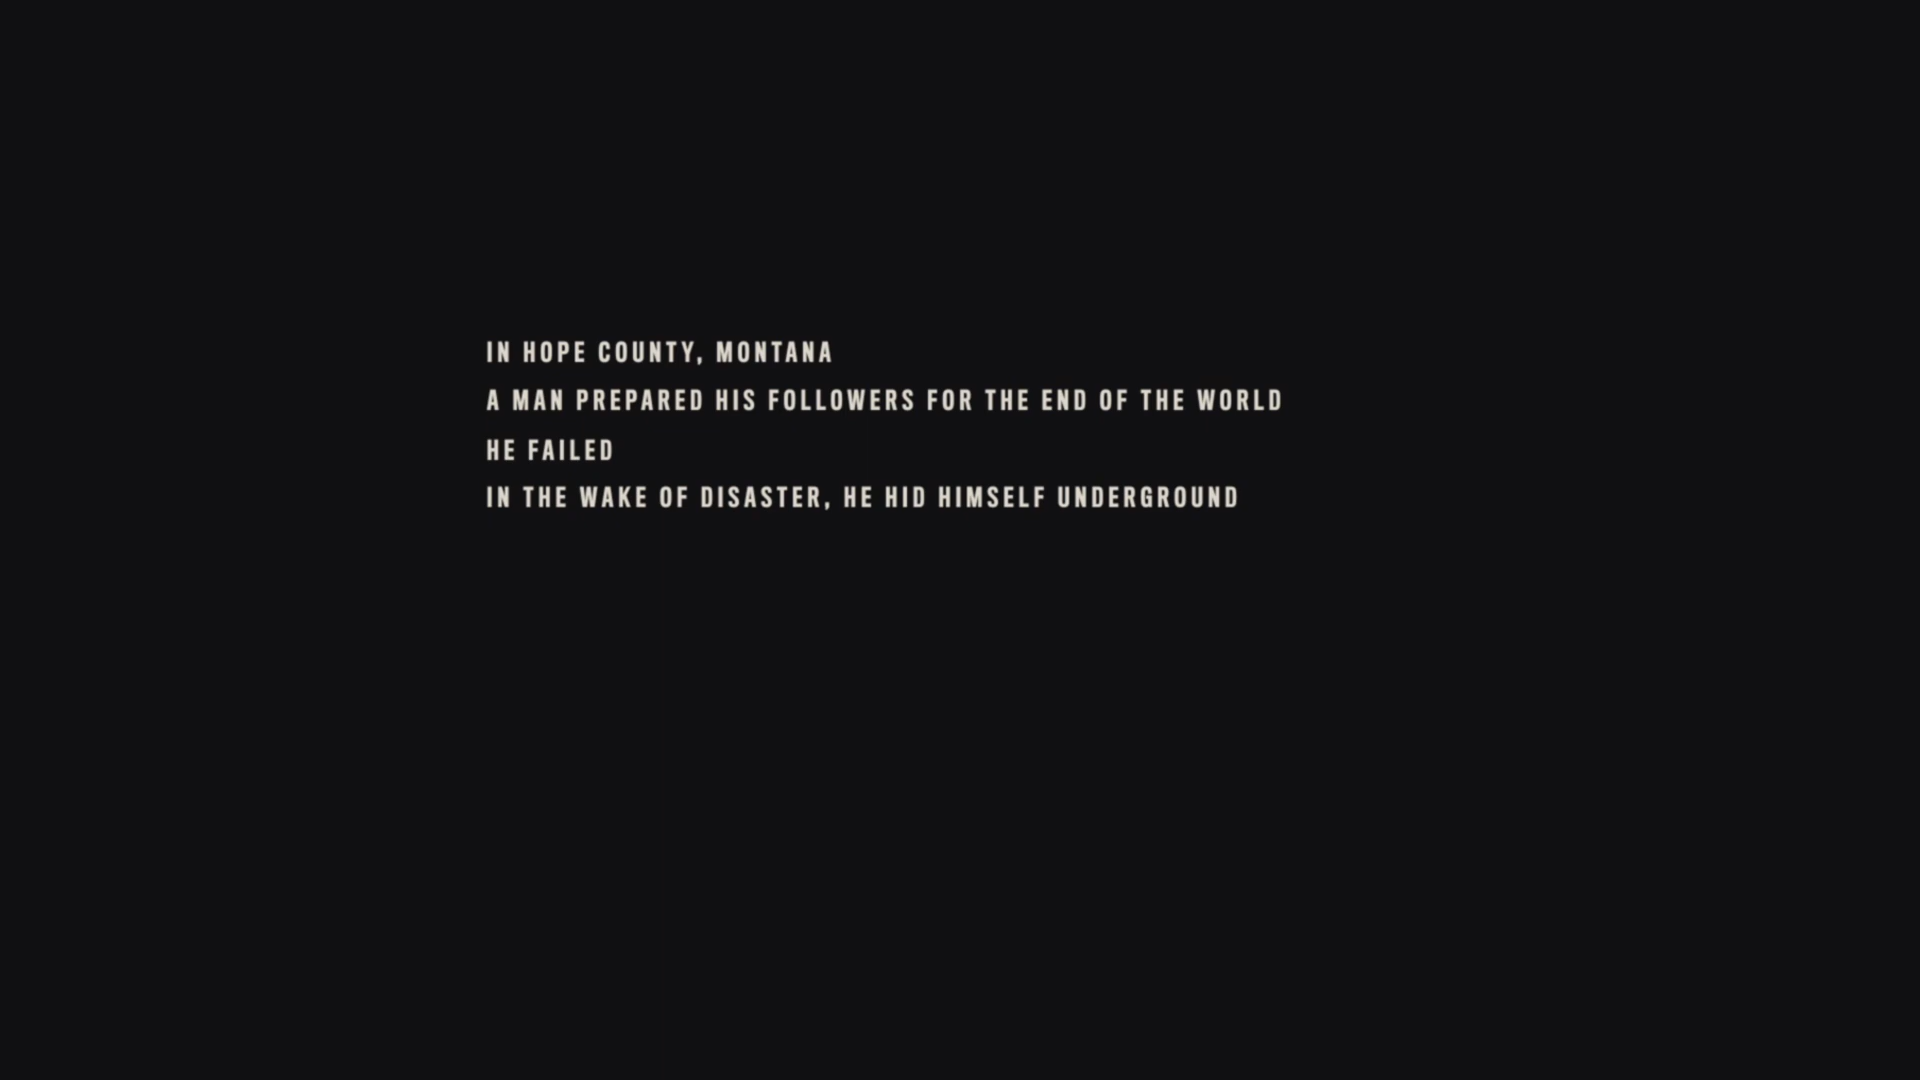 IN HOPE COUNTY, MONTANA
A MAN PREPARED HIS FOLLOWERS FOR THE END OF THE WORLD
HE FAILED
IN THE WAKE OF DISASTER, HE HID HIMSELF UNDERGROUND